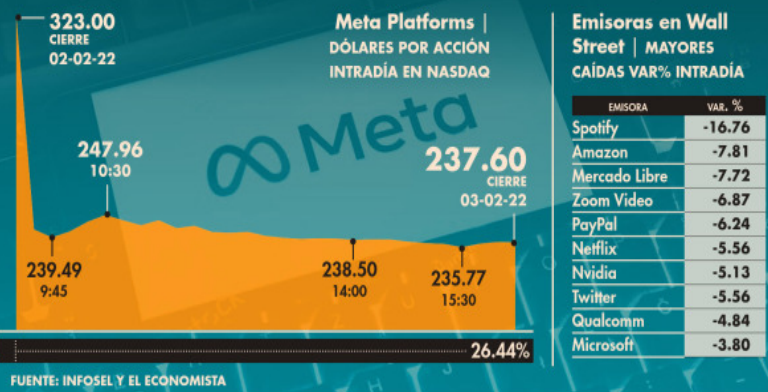 323.00
CIERRE
02-02-22
Meta Platforms |
DÓLARES POR ACCIÓN
INTRADÍA EN NASDAQ
Meta
247.96
10:30
237.60
CIERRE
03-02-22
239.49
9:45
238.50
14:00
235.77
15:30
26.44%
Emisoras en Wall
Street | MAYORES
CAÍDAS VAR% INTRADÍA
EMISORA VAR. %
Spotify -16.76
Amazon -7.81
Mercado Libre -7.72
Zoom Video -6.87
PayPal -6.24
Netflix -5.56
Nvidia -5.13
Twitter -5.56
Qualcomm -4.84
Microsoft -3.80
FUENTE: INFOSEL Y EL ECONOMISTA